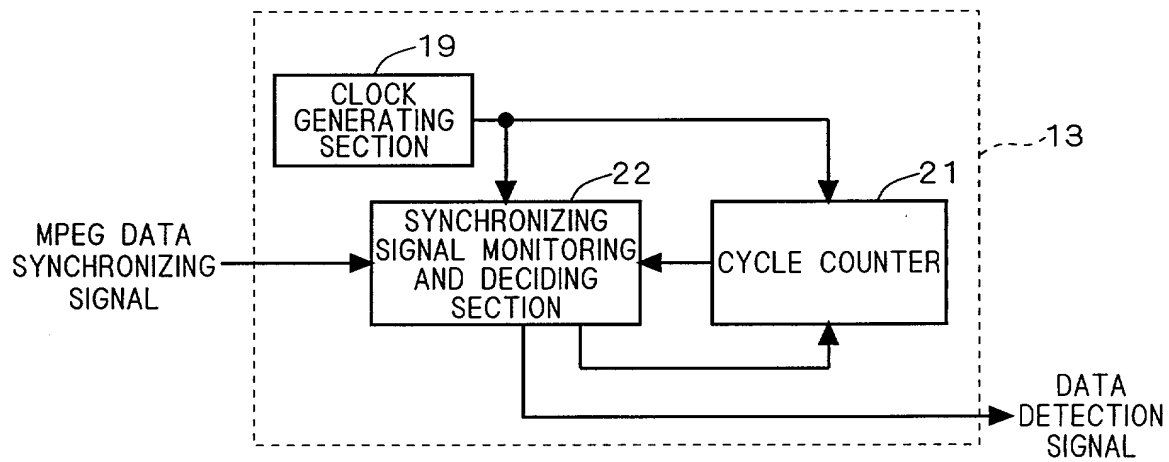 19
CLOCK
GENERATING
SECTION
13
22
21
SYNCHRONIZING
SIGNAL MONITORING
AND DECIDING
SECTION
CYCLE COUNTER
MPEG DATA
SYNCHRONIZING
SIGNAL
DATA
DETECTION
SIGNAL